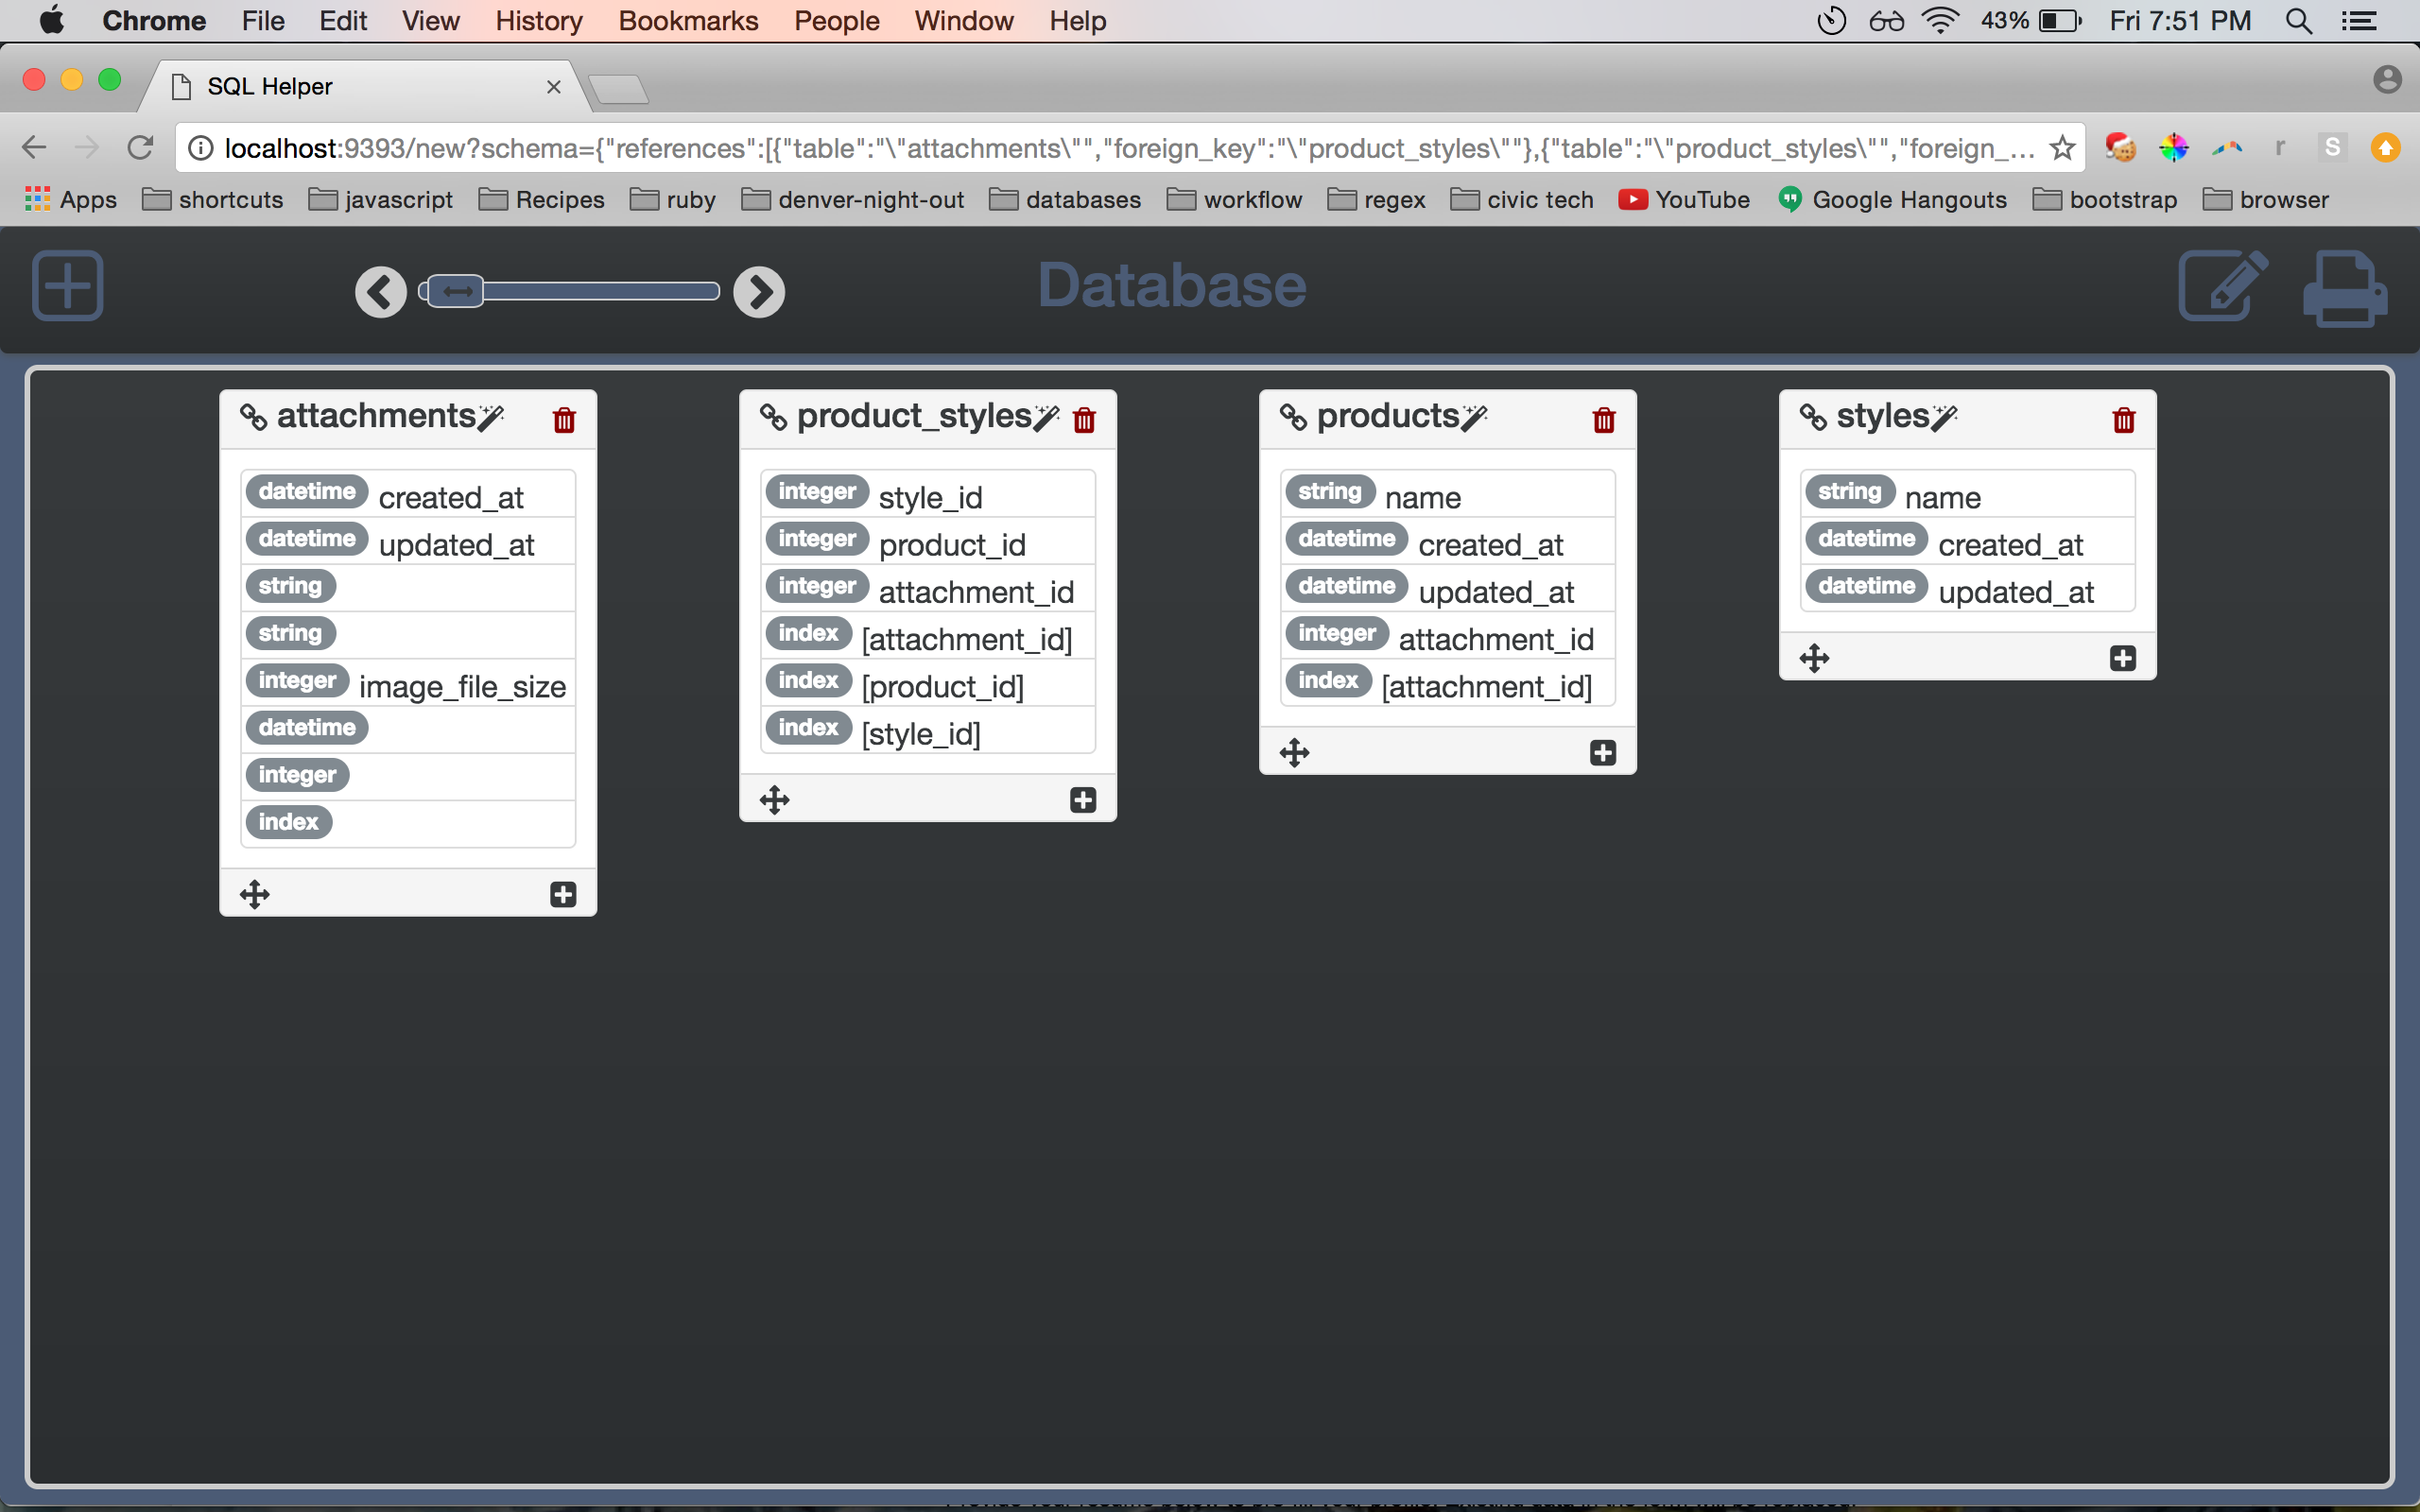 Chrome File Edit View History Bookmarks People Window Help 43% Fri 7:51 PM
SQL Helper
localhost:9393/new?schema={"references":[{"table":"\"attachments\"","foreign_key":"\"product_styles\""},{"table":"\"product_styles\"","foreign_... r S
Apps shortcuts javascript Recipes ruby denver-night-out databases workflow regex civic tech YouTube Google Hangouts bootstrap browser
Database
attachments
datetime created_at
datetime updated_at
string
string
integer image_file_size
datetime
integer
index
product_styles
integer style_id
integer product_id
integer attachment_id
index [attachment_id]
index [product_id]
index [style_id]
products
string name
datetime created_at
datetime updated_at
integer attachment_id
index [attachment_id]
styles
string name
datetime created_at
datetime updated_at